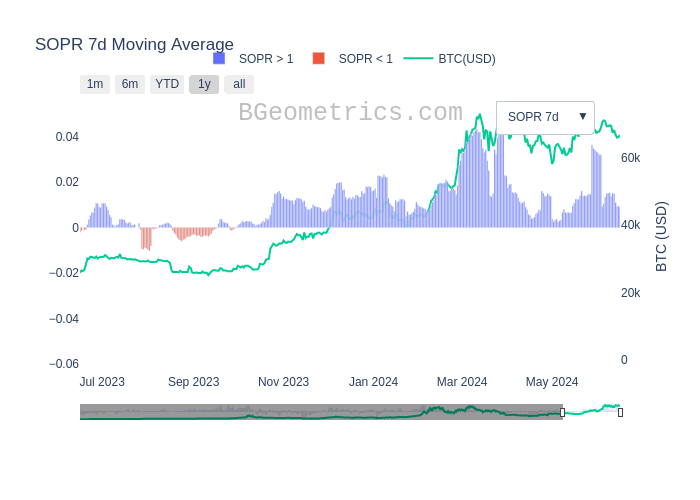 SOPR 7d Moving Average
SOPR > 1
SOPR < 1
BTC(USD)
1m
6m
YTD
1y
all
BGeometrics.com
SOPR 7d ▼
0.04
0.02
0
−0.02
−0.04
−0.06
60k
40k
20k
0
BTC (USD)
Jul 2023
Sep 2023
Nov 2023
Jan 2024
Mar 2024
May 2024